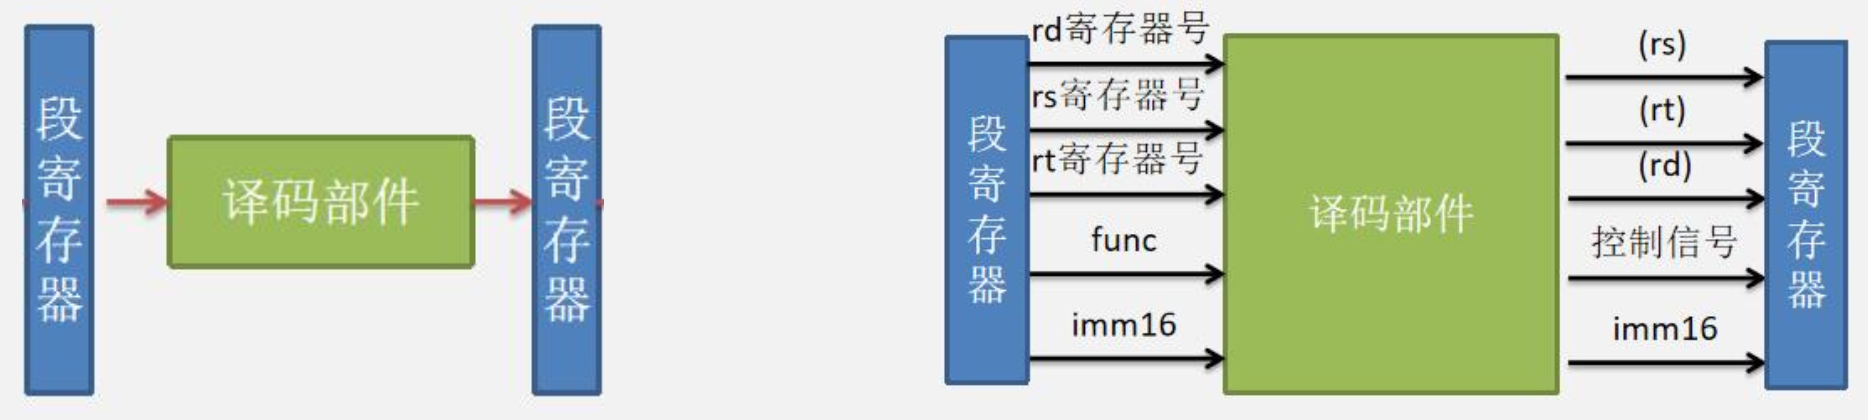 段寄存器
译码部件
段寄存器
段寄存器
rd寄存器号
rs寄存器号
rt寄存器号
func
imm16
译码部件
(rs)
(rt)
(rd)
控制信号
imm16
段寄存器